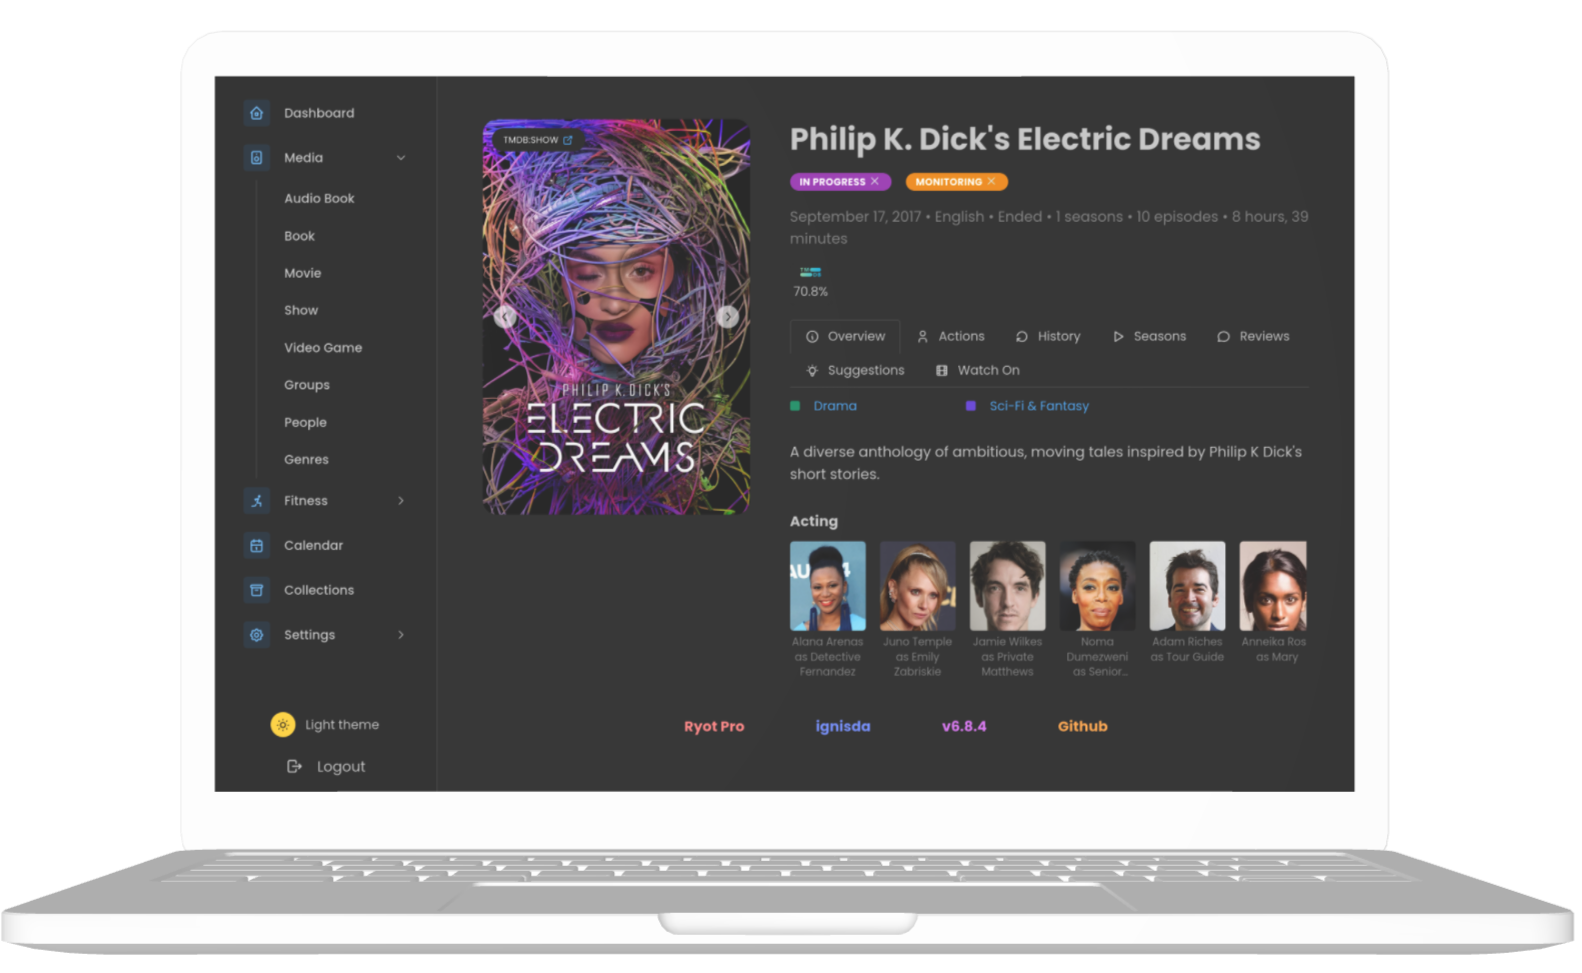 Dashboard
Media
Audio Book
Book
Movie
Show
Video Game
Groups
People
Genres
Fitness
Calendar
Collections
Settings
Light theme
Logout
TMDB:SHOW
PHILIP K. DICK'S
ELECTRIC
DREAMS
Philip K. Dick's Electric Dreams
IN PROGRESS
MONITORING
September 17, 2017 • English • Ended • 1 seasons • 10 episodes • 8 hours, 39
minutes
70.8%
Overview
Actions
History
Seasons
Reviews
Suggestions
Watch On
Drama
Sci-Fi & Fantasy
A diverse anthology of ambitious, moving tales inspired by Philip K Dick's
short stories.
Acting
Alana Arenas
as Detective
Fernandez
Juno Temple
as Emily
Zabriskie
Jamie Wilkes
as Private
Matthews
Noma
Dumezweni
as Senior...
Adam Riches
as Tour Guide
Anneika Ros
as Mary
Ryot Pro
ignisda
v6.8.4
Github